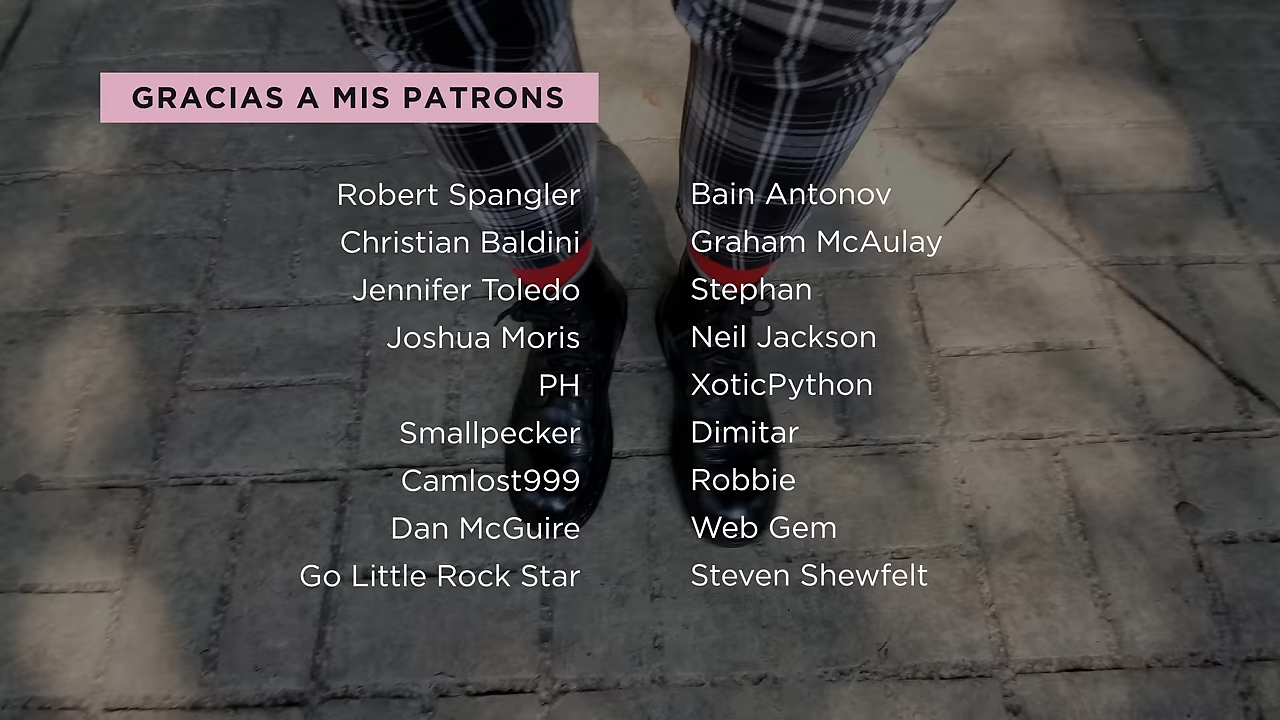 GRACIAS A MIS PATRONS
Robert Spangler
Christian Baldini
Jennifer Toledo
Joshua Moris
PH
Smallpecker
Camlost999
Dan McGuire
Go Little Rock Star
Bain Antonov
Graham McAulay
Stephan
Neil Jackson
XoticPython
Dimitar
Robbie
Web Gem
Steven Shewfelt